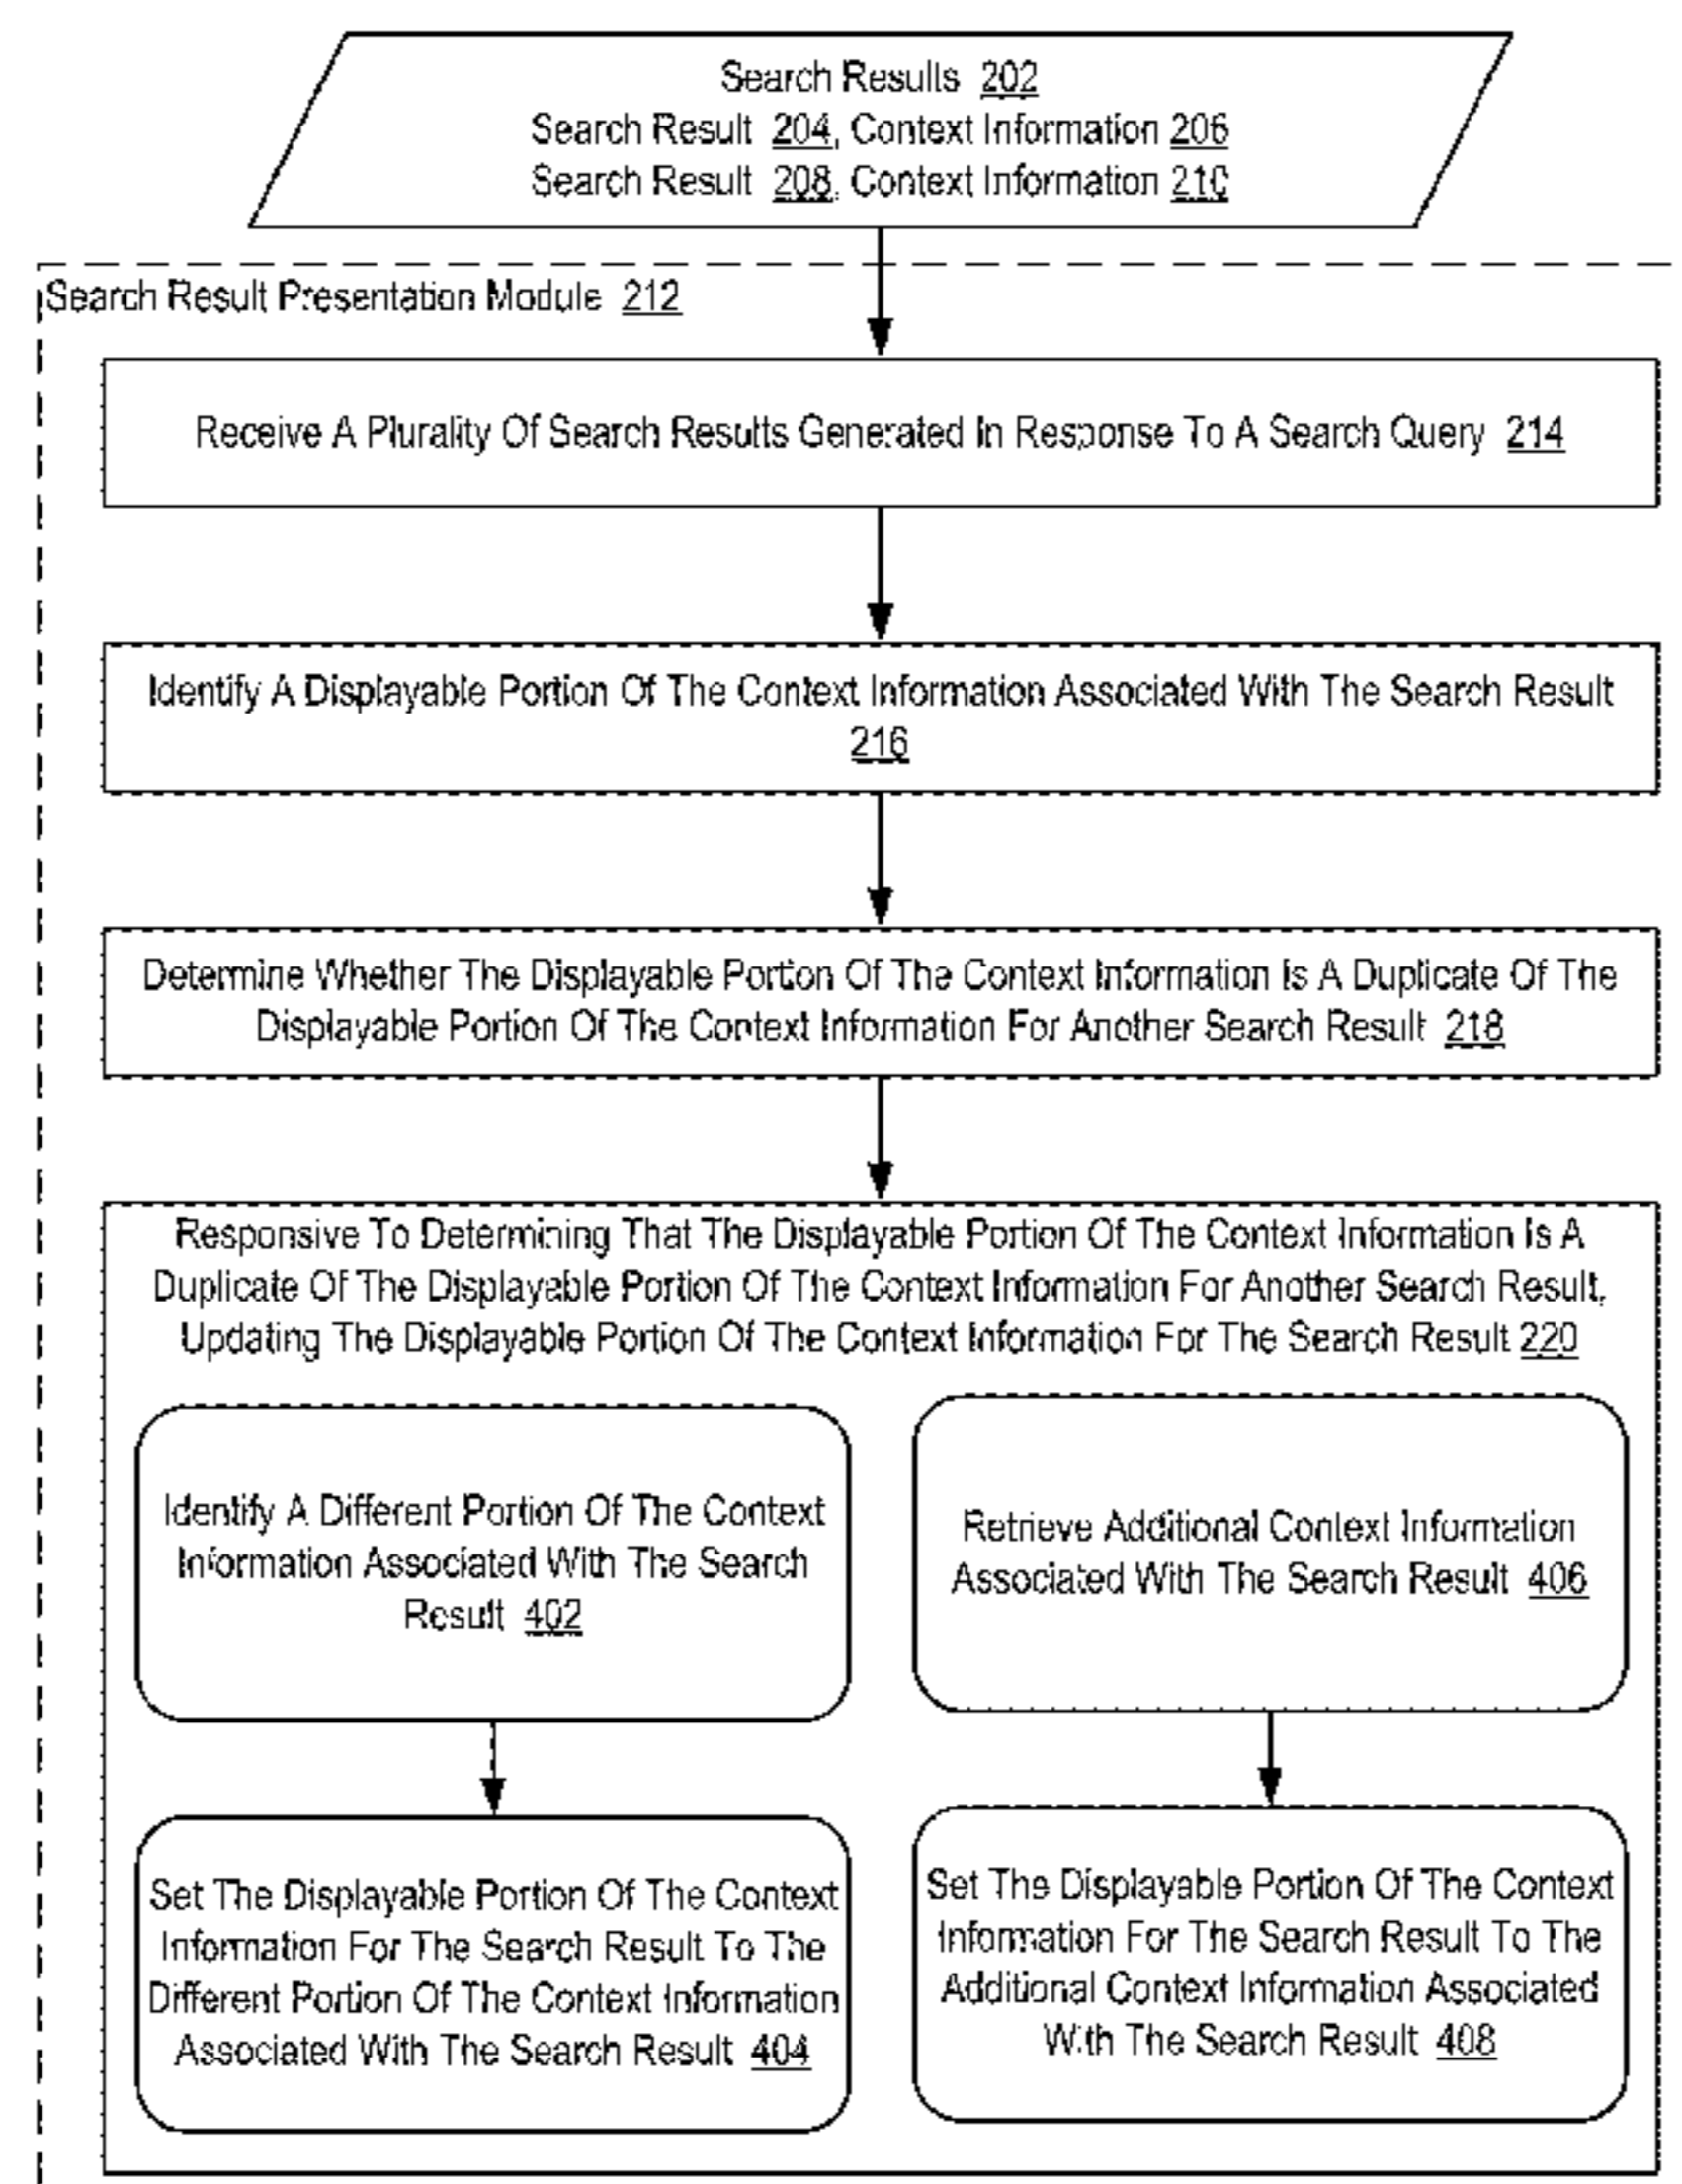 Search Results 202
Search Result 204, Context Information 206
Search Result 208, Context Information 210
Search Result Presentation Module 212
Receive A Plurality Of Search Results Generated In Response To A Search Query 214
Identify A Displayable Portion Of The Context Information Associated With The Search Result
216
Determine Whether The Displayable Portion Of The Context Information Is A Duplicate Of The
Displayable Portion Of The Context Information For Another Search Result 218
Responsive To Determining That The Displayable Portion Of The Context Information Is A
Duplicate Of The Displayable Portion Of The Context Information For Another Search Result,
Updating The Displayable Portion Of The Context Information For The Search Result 220
Identify A Different Portion Of The Context
Information Associated With The Search
Result 402
Retrieve Additional Context Information
Associated With The Search Result 406
Set The Displayable Portion Of The Context
Information For The Search Result To The
Different Portion Of The Context Information
Associated With The Search Result 404
Set The Displayable Portion Of The Context
Information For The Search Result To The
Additional Context Information Associated
With The Search Result 408